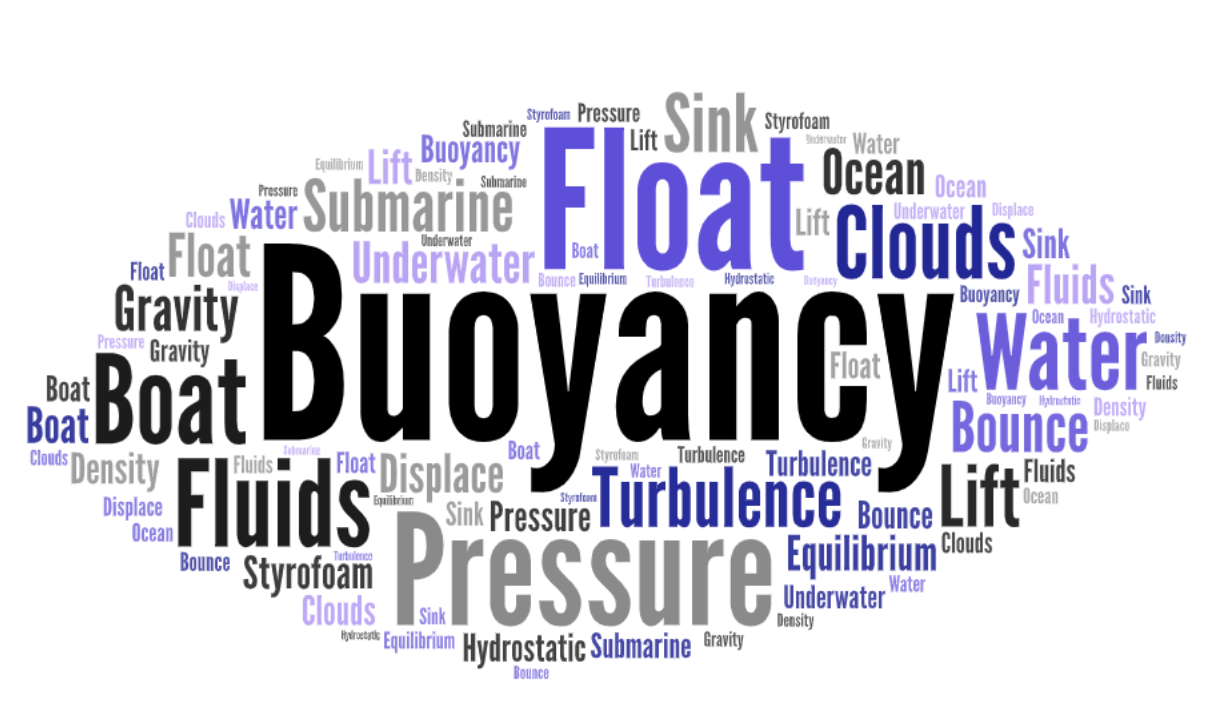 Styrofoam Pressure Sink Styrofoam
Submarine Lift Underwater Water
Buoyancy Float Ocean
Equilibrium Lift Density Submarine Ocean
Pressure Submarine Lift Clouds Underwater Displace
Clouds Water Underwater Boat Sink
Float Underwater
Float Displace Bounce Equilibrium Turbulence Hydrostatic Buoyancy Fluids
Gravity Buoyancy Buoyancy Sink
Ocean Hydrostatic
Pressure Gravity Water Density
Boat Float Gravity
Boat Lift Fluids
Boat Buoyancy Hydrostatic Density
Bounce Displace
Clouds Submarine Boat Gravity
Density Fluids Float Displace Styrofoam Turbulence Turbulence Fluids
Fluids Equilibrium Styrofoam Water Turbulence Lift Ocean
Displace Sink Pressure Bounce
Ocean Pressure Equilibrium Clouds
Bounce Turbulence
Styrofoam Underwater Water
Clouds Sink Density
Hydrostatic Equilibrium Hydrostatic Submarine Gravity
Bounce